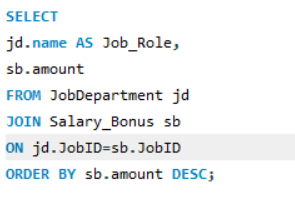 SELECT
jd.name AS Job_Role,
sb.amount
FROM JobDepartment jd
JOIN Salary_Bonus sb
ON jd.JobID=sb.JobID
ORDER BY sb.amount DESC;